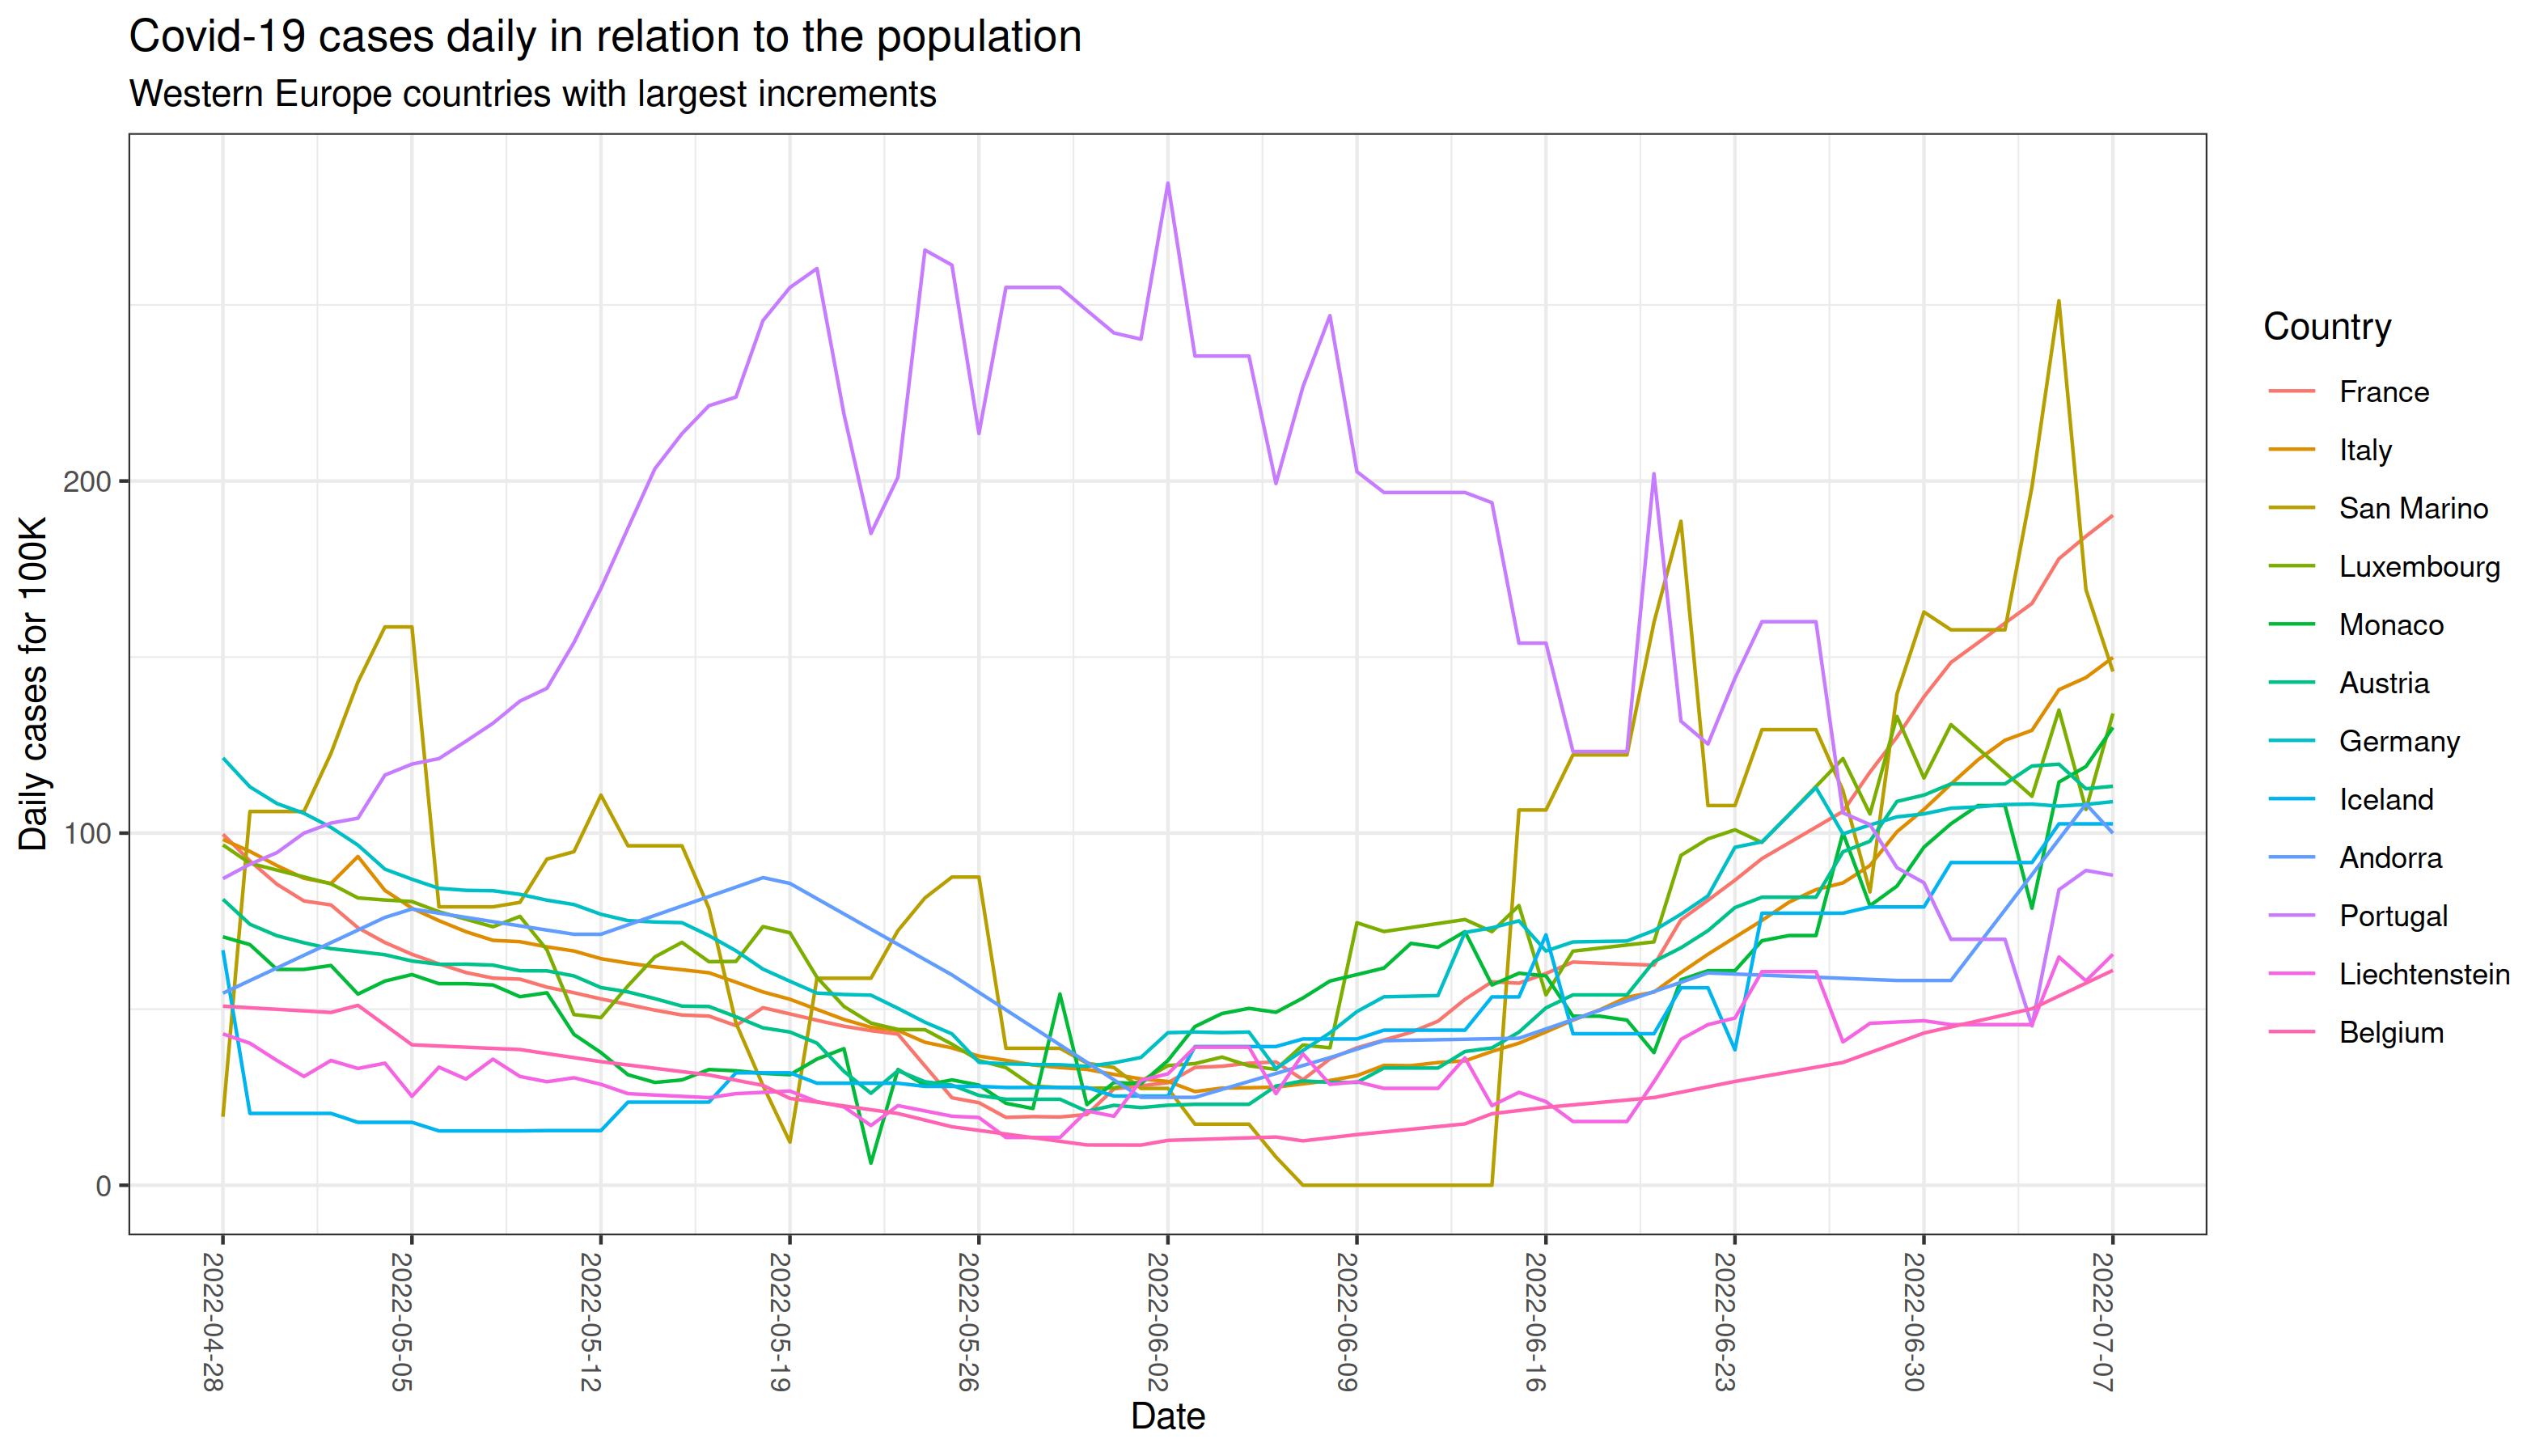 Covid-19 cases daily in relation to the population
Western Europe countries with largest increments
Daily cases for 100K
200
100
0
2022-04-28
2022-05-05
2022-05-12
2022-05-19
2022-05-26
2022-06-02
2022-06-09
2022-06-16
2022-06-23
2022-06-30
2022-07-07
Date
Country
France
Italy
San Marino
Luxembourg
Monaco
Austria
Germany
Iceland
Andorra
Portugal
Liechtenstein
Belgium